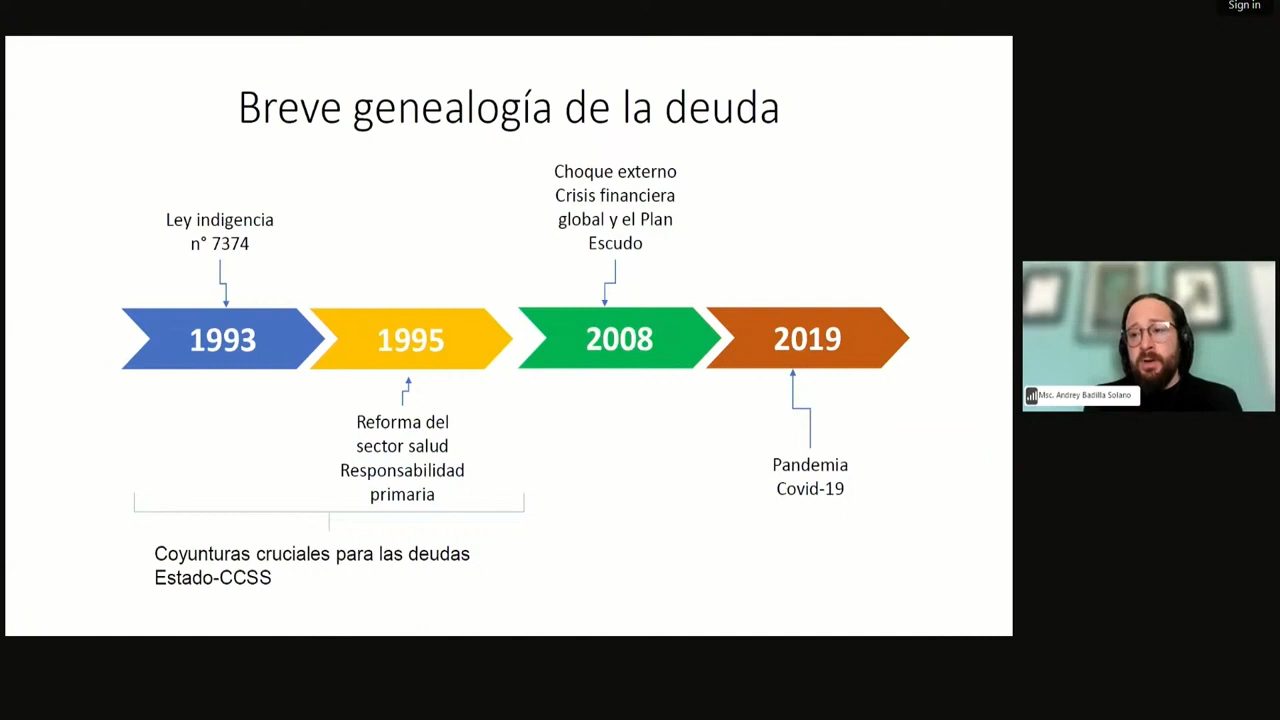 Sign in
Breve genealogía de la deuda
Ley indigencia
n° 7374
Choque externo
Crisis financiera
global y el Plan
Escudo
1993
1995
2008
2019
Reforma del
sector salud
Responsabilidad
primaria
Pandemia
Covid-19
Coyunturas cruciales para las deudas
Estado-CCSS
Msc. Andrey Badilla Solano